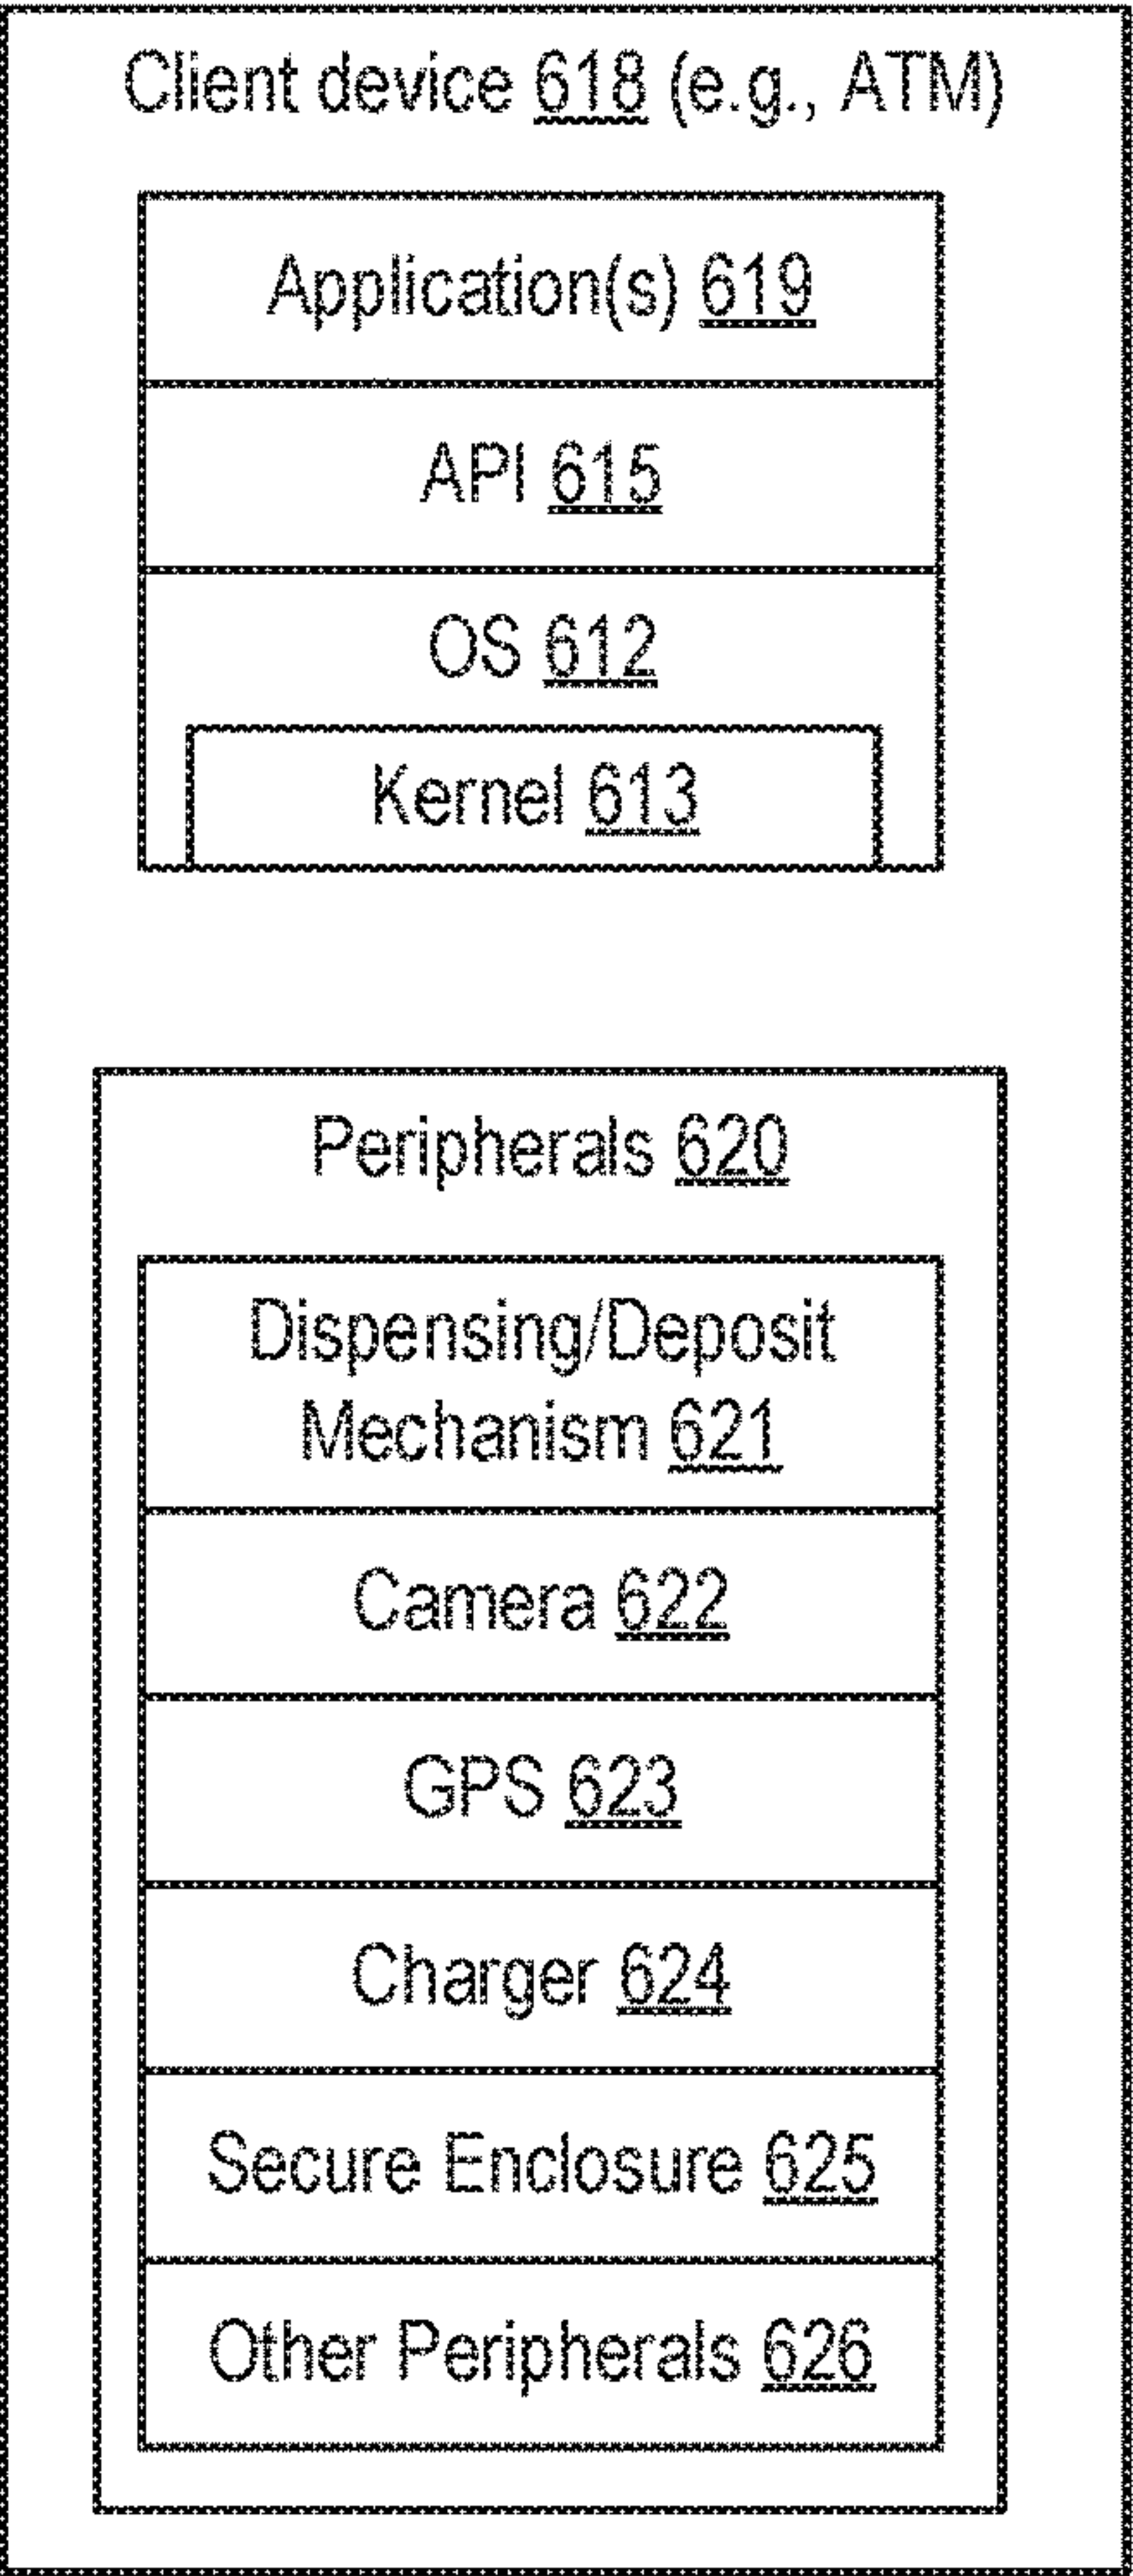 Client device 618 (e.g., ATM)
Application(s) 619
API 615
OS 612
Kernel 613
Peripherals 620
Dispensing/Deposit
Mechanism 621
Camera 622
GPS 623
Charger 624
Secure Enclosure 625
Other Peripherals 626